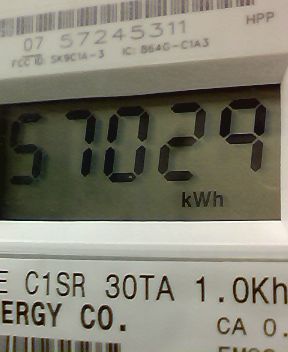 07 57245311
HPP
FCC ID: SK9C1A-3 IC: 864G-C1A3
57029
kWh
E C1SR 30TA 1.0Kh
ERGY CO.
CA 0.